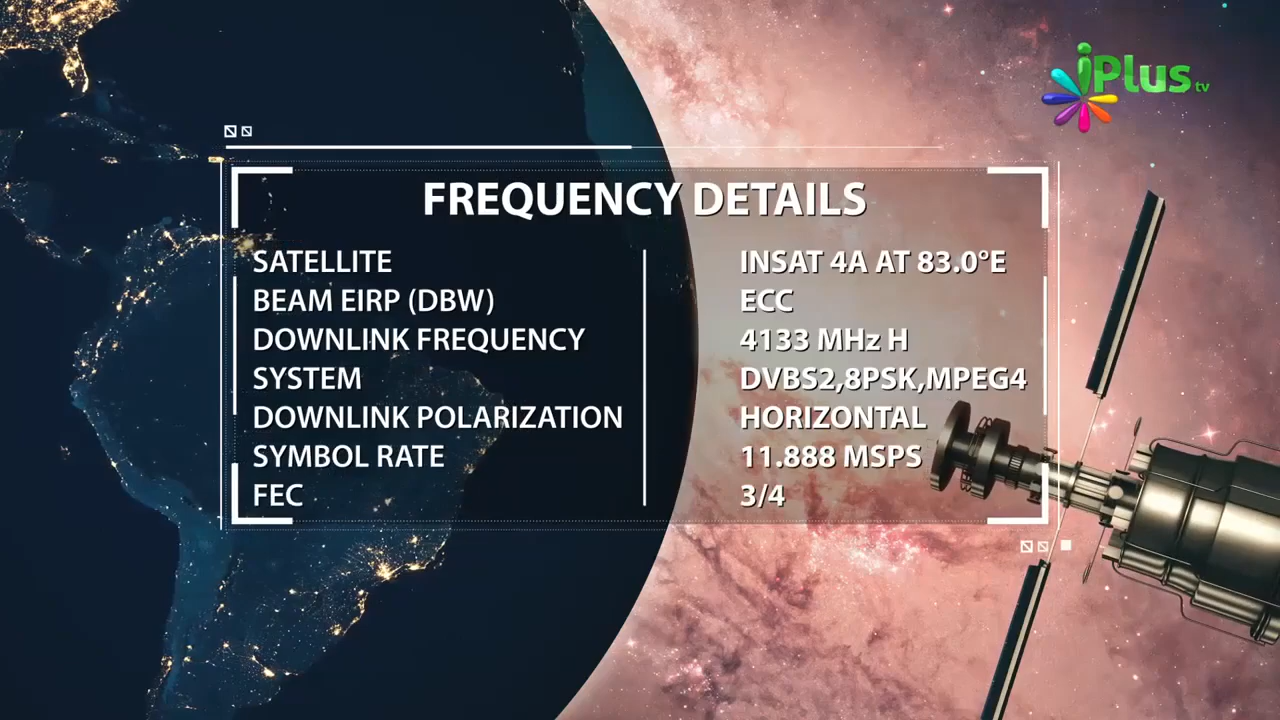 iPlus tv
FREQUENCY DETAILS
SATELLITE INSAT 4A AT 83.0°E
BEAM EIRP (DBW) ECC
DOWNLINK FREQUENCY 4133 MHz H
SYSTEM DVBS2,8PSK,MPEG4
DOWNLINK POLARIZATION HORIZONTAL
SYMBOL RATE 11.888 MSPS
FEC 3/4